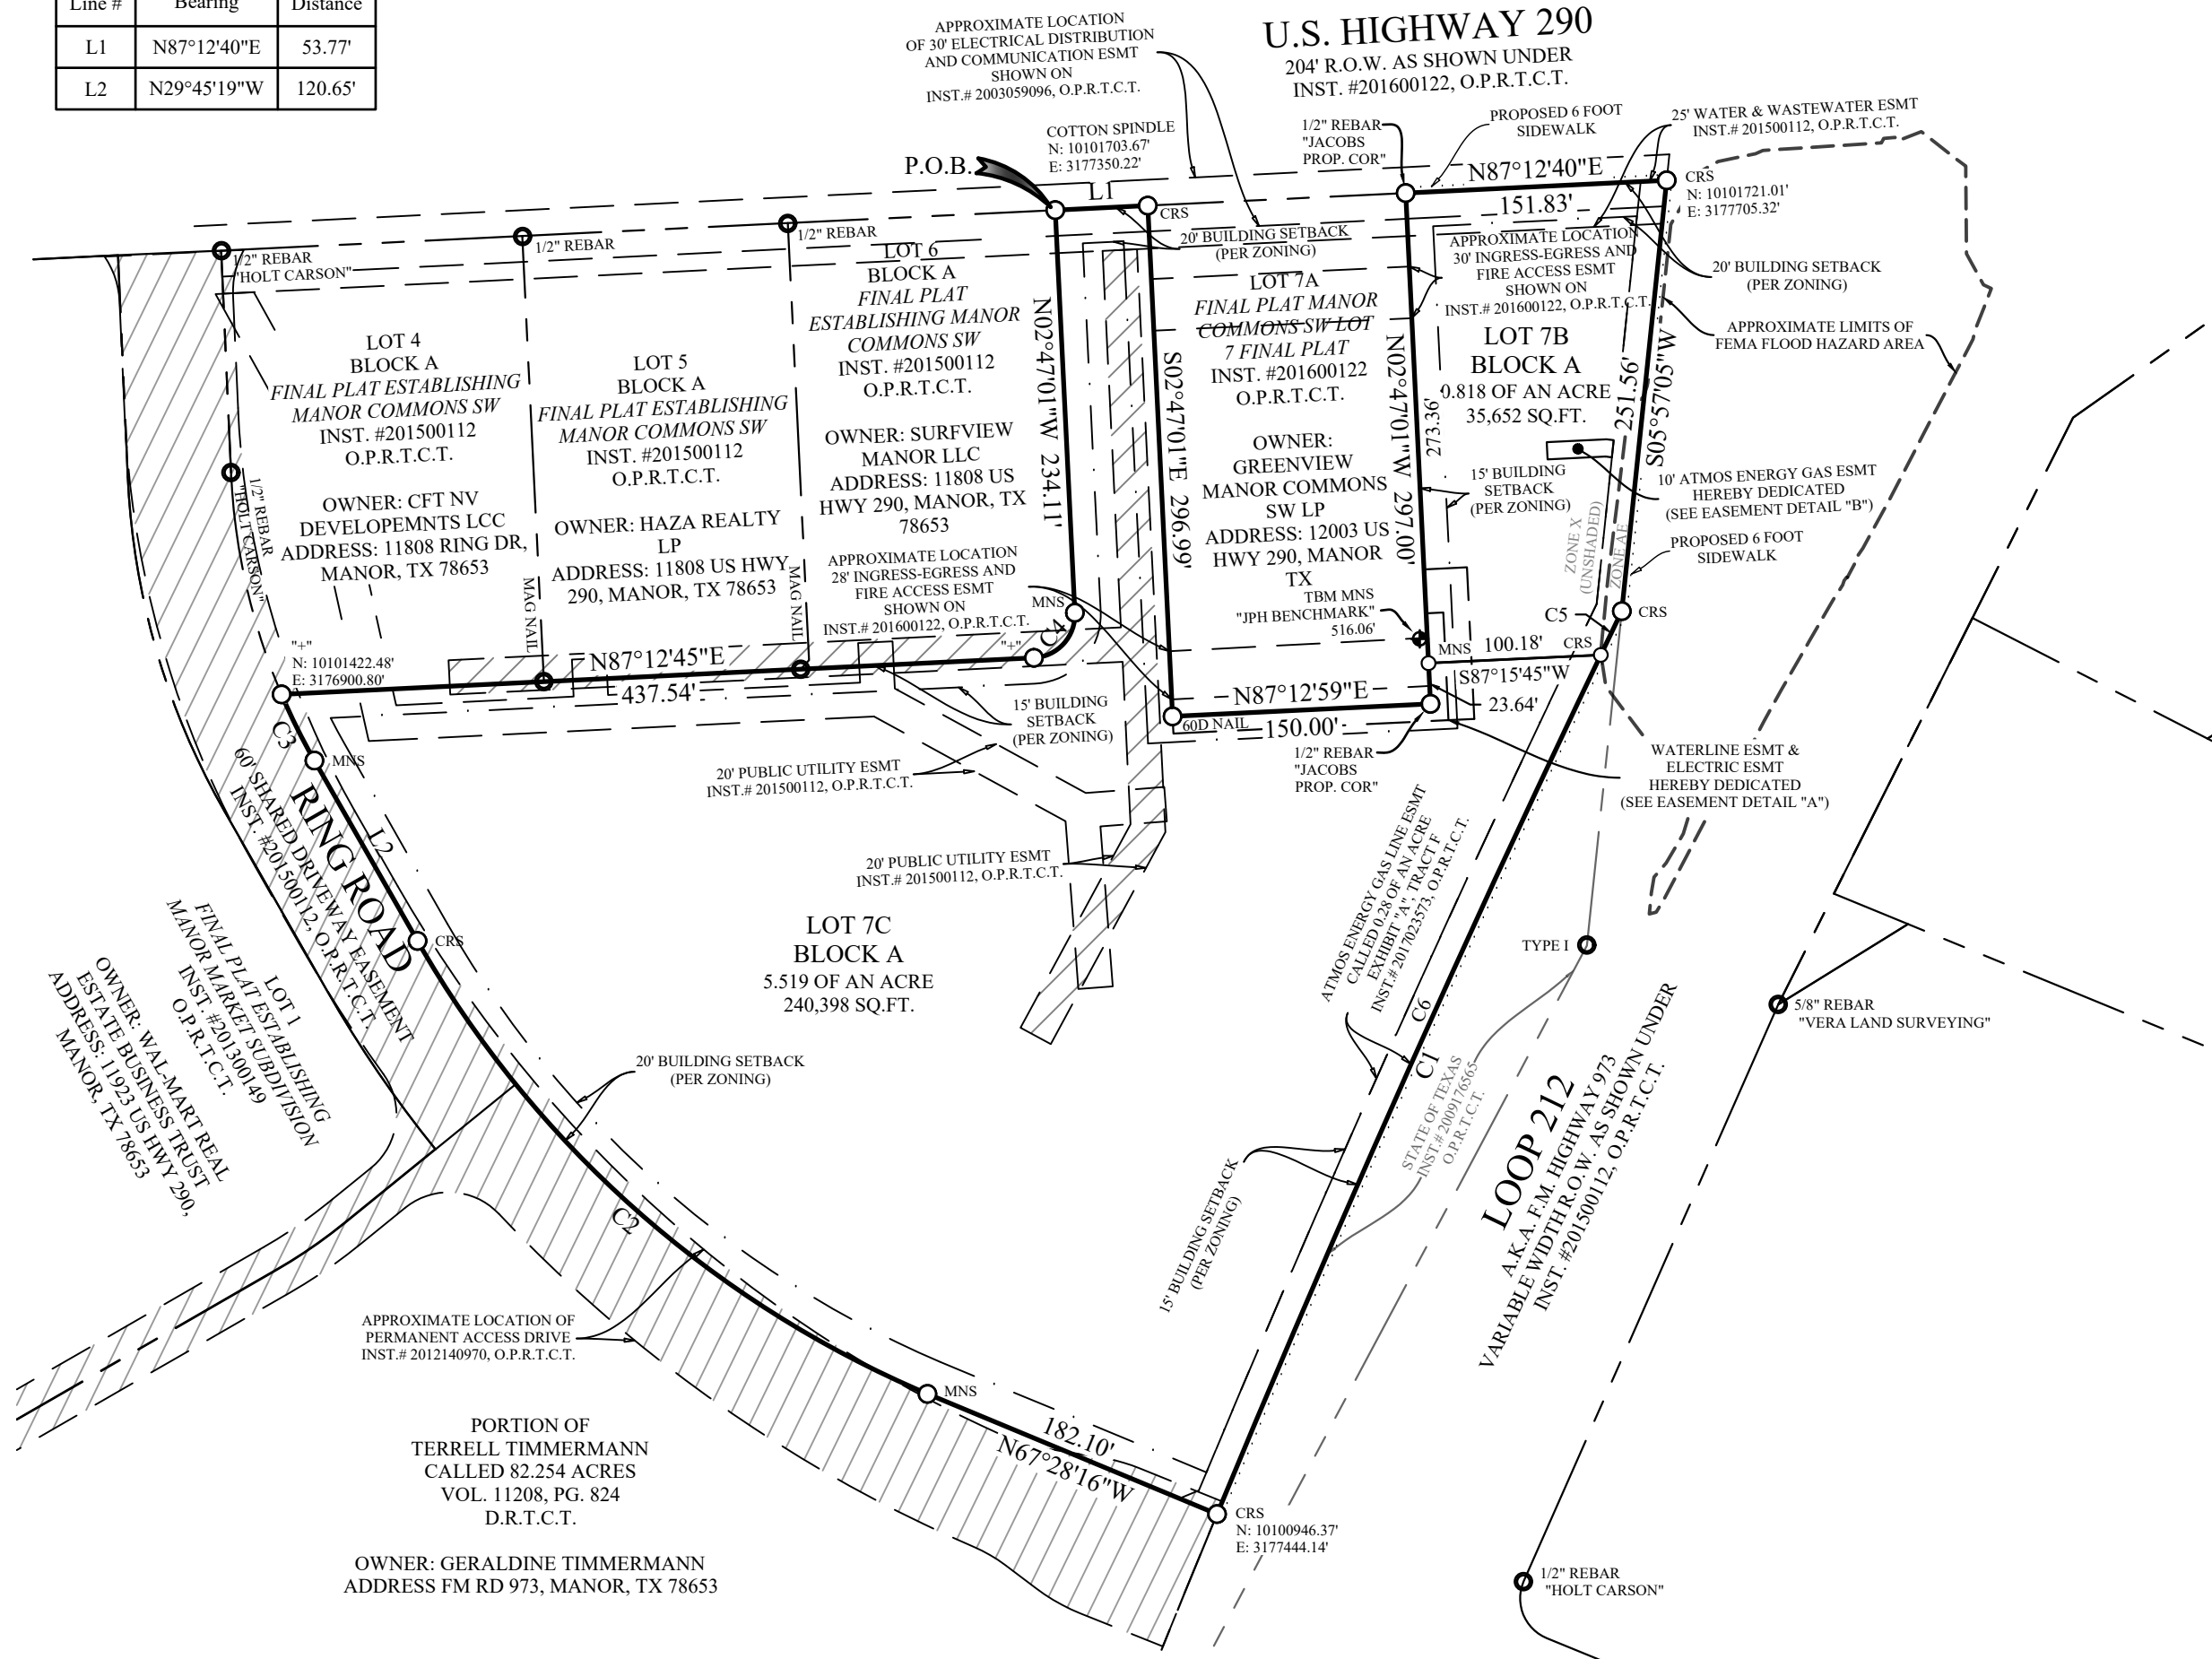 Line # Bearing Distance
L1 N87°12'40"E 53.77'
L2 N29°45'19"W 120.65'
APPROXIMATE LOCATION
OF 30' ELECTRICAL DISTRIBUTION
AND COMMUNICATION ESMT
SHOWN ON
INST.# 2003059096, O.P.R.T.C.T.
U.S. HIGHWAY 290
204' R.O.W. AS SHOWN UNDER
INST. #201600122, O.P.R.T.C.T.
COTTON SPINDLE
N: 10101703.67'
E: 3177350.22'
P.O.B.
L1
CRS
1/2" REBAR
"JACOBS
PROP. COR"
PROPOSED 6 FOOT
SIDEWALK
25' WATER & WASTEWATER ESMT
INST.# 201500112, O.P.R.T.C.T.
N87°12'40"E
151.83'
CRS
N: 10101721.01'
E: 3177705.32'
1/2" REBAR
"HOLT CARSON"
1/2" REBAR
1/2" REBAR
20' BUILDING SETBACK
(PER ZONING)
APPROXIMATE LOCATION
30' INGRESS-EGRESS AND
FIRE ACCESS ESMT
SHOWN ON
INST.# 201600122, O.P.R.T.C.T.
20' BUILDING SETBACK
(PER ZONING)
APPROXIMATE LIMITS OF
FEMA FLOOD HAZARD AREA
LOT 4
BLOCK A
FINAL PLAT ESTABLISHING
MANOR COMMONS SW
INST. #201500112
O.P.R.T.C.T.
OWNER: CFT NV
DEVELOPEMNTS LCC
ADDRESS: 11808 RING DR,
MANOR, TX 78653
1/2" REBAR
"HOLT CARSON"
LOT 5
BLOCK A
FINAL PLAT ESTABLISHING
MANOR COMMONS SW
INST. #201500112
O.P.R.T.C.T.
OWNER: HAZA REALTY
LP
ADDRESS: 11808 US HWY
290, MANOR, TX 78653
MAG NAIL
MAG NAIL
LOT 6
BLOCK A
FINAL PLAT
ESTABLISHING MANOR
COMMONS SW
INST. #201500112
O.P.R.T.C.T.
OWNER: SURFVIEW
MANOR LLC
ADDRESS: 11808 US
HWY 290, MANOR, TX
78653
APPROXIMATE LOCATION
28' INGRESS-EGRESS AND
FIRE ACCESS ESMT
SHOWN ON
INST.# 201600122, O.P.R.T.C.T.
N02°47'01"W 234.11'
MNS
C4
"+"
S02°47'01"E 296.99'
LOT 7A
FINAL PLAT MANOR
COMMONS SW LOT
7 FINAL PLAT
INST. #201600122
O.P.R.T.C.T.
OWNER:
GREENVIEW
MANOR COMMONS
SW LP
ADDRESS: 12003 US
HWY 290, MANOR
TX
TBM MNS
"JPH BENCHMARK"
516.06'
N02°47'01"W 297.00'
273.36'
LOT 7B
BLOCK A
0.818 OF AN ACRE
35,652 SQ.FT.
251.56'
S05°57'05"W
15' BUILDING
SETBACK
(PER ZONING)
10' ATMOS ENERGY GAS ESMT
HEREBY DEDICATED
(SEE EASEMENT DETAIL "B")
ZONE X
(UNSHADED)
ZONE AE
PROPOSED 6 FOOT
SIDEWALK
C5
CRS
MNS
100.18'
CRS
S87°15'45"W
23.64'
"+"
N: 10101422.48'
E: 3176900.80'
N87°12'45"E
437.54'
N87°12'59"E
60D NAIL
150.00'
15' BUILDING
SETBACK
(PER ZONING)
1/2" REBAR
"JACOBS
PROP. COR"
WATERLINE ESMT &
ELECTRIC ESMT
HEREBY DEDICATED
(SEE EASEMENT DETAIL "A")
C3
MNS
20' PUBLIC UTILITY ESMT
INST.# 201500112, O.P.R.T.C.T.
20' PUBLIC UTILITY ESMT
INST.# 201500112, O.P.R.T.C.T.
L2
RING ROAD
60' SHARED DRIVEWAY EASEMENT
INST. #201500112, O.P.R.T.C.T.
CRS
LOT 7C
BLOCK A
5.519 OF AN ACRE
240,398 SQ.FT.
ATMOS ENERGY GAS LINE ESMT
CALLED 0.28 OF AN ACRE
EXHIBIT "A", TRACT F
INST.# 2017023573, O.P.R.T.C.T.
C6
C1
TYPE I
5/8" REBAR
"VERA LAND SURVEYING"
LOT 1
FINAL PLAT ESTABLISHING
MANOR MARKET SUBDIVISION
INST. #201300149
O.P.R.T.C.T.
OWNER: WAL-MART REAL
ESTATE BUSINESS TRUST
ADDRESS: 11923 US HWY 290,
MANOR, TX 78653
20' BUILDING SETBACK
(PER ZONING)
C2
STATE OF TEXAS
INST.# 2009176565
O.P.R.T.C.T.
LOOP 212
A.K.A. F.M. HIGHWAY 973
VARIABLE WIDTH R.O.W. AS SHOWN UNDER
INST. #201500112, O.P.R.T.C.T.
15' BUILDING SETBACK
(PER ZONING)
APPROXIMATE LOCATION OF
PERMANENT ACCESS DRIVE
INST.# 2012140970, O.P.R.T.C.T.
MNS
182.10'
N67°28'16"W
PORTION OF
TERRELL TIMMERMANN
CALLED 82.254 ACRES
VOL. 11208, PG. 824
D.R.T.C.T.
OWNER: GERALDINE TIMMERMANN
ADDRESS FM RD 973, MANOR, TX 78653
CRS
N: 10100946.37'
E: 3177444.14'
1/2" REBAR
"HOLT CARSON"